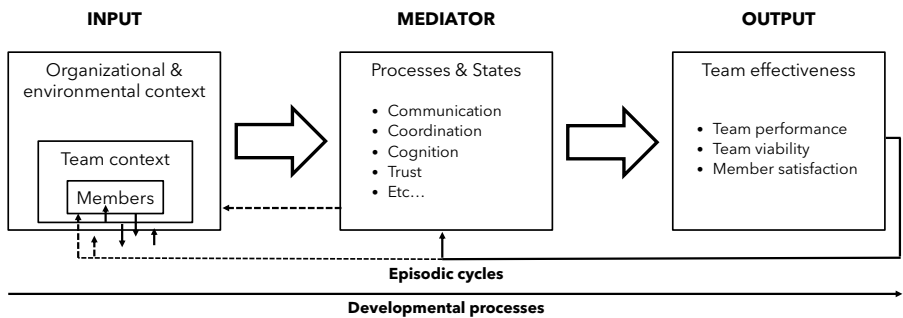 INPUT
MEDIATOR
OUTPUT
Organizational &
environmental context
Team context
Members
Processes & States
• Communication
• Coordination
• Cognition
• Trust
• Etc...
Team effectiveness
• Team performance
• Team viability
• Member satisfaction
Episodic cycles
Developmental processes